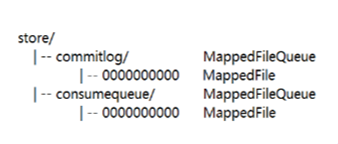 store/
|-- commitlog/ MappedFileQueue
|-- 0000000000 MappedFile
|-- consumequeue/ MappedFileQueue
|-- 0000000000 MappedFile